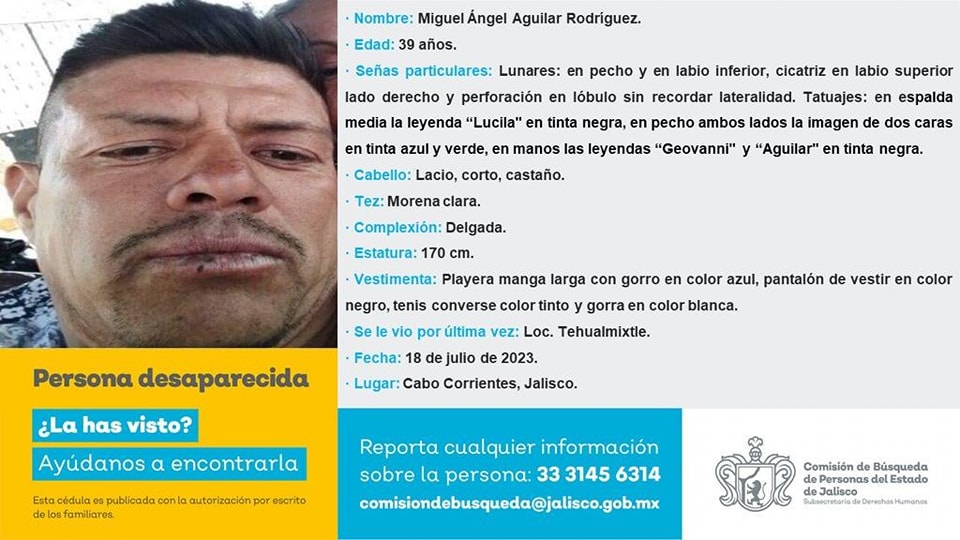 · Nombre: Miguel Ángel Aguilar Rodríguez.
· Edad: 39 años.
· Señas particulares: Lunares: en pecho y en labio inferior, cicatriz en labio superior
lado derecho y perforación en lóbulo sin recordar lateralidad. Tatuajes: en espalda
media la leyenda “Lucila" en tinta negra, en pecho ambos lados la imagen de dos caras
en tinta azul y verde, en manos las leyendas “Geovanni" y “Aguilar" en tinta negra.
· Cabello: Lacio, corto, castaño.
· Tez: Morena clara.
· Complexión: Delgada.
· Estatura: 170 cm.
· Vestimenta: Playera manga larga con gorro en color azul, pantalón de vestir en color
negro, tenis converse color tinto y gorra en color blanca.
· Se le vio por última vez: Loc. Tehualmixtle.
· Fecha: 18 de julio de 2023.
· Lugar: Cabo Corrientes, Jalisco.
Persona desaparecida
¿La has visto?
Ayúdanos a encontrarla
Esta cédula es publicada con la autorización por escrito
de los familiares.
Reporta cualquier información
sobre la persona: 33 3145 6314
comisiondebusqueda@jalisco.gob.mx
Comisión de Búsqueda
de Personas del Estado
de Jalisco
Subsecretaría de Derechos Humanos